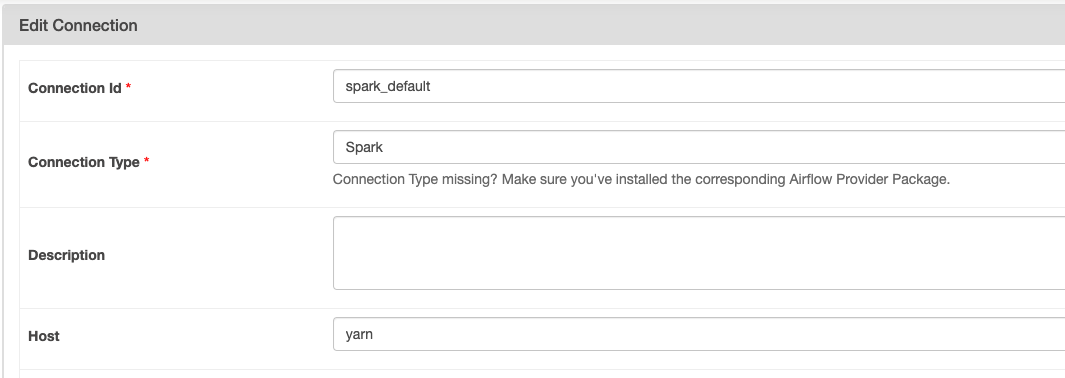 Edit Connection
Connection Id *
spark_default
Connection Type *
Spark
Connection Type missing? Make sure you've installed the corresponding Airflow Provider Package.
Description
Host
yarn